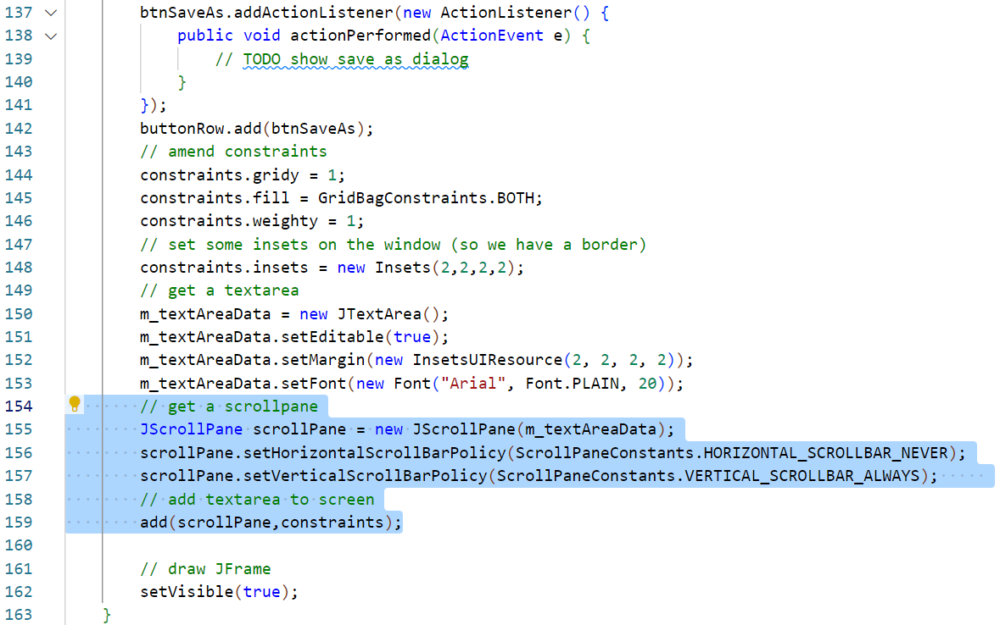 137 btnSaveAs.addActionListener(new ActionListener() {
138 public void actionPerformed(ActionEvent e) {
139 // TODO show save as dialog
140 }
141 });
142 buttonRow.add(btnSaveAs);
143 // amend constraints
144 constraints.gridy = 1;
145 constraints.fill = GridBagConstraints.BOTH;
146 constraints.weighty = 1;
147 // set some insets on the window (so we have a border)
148 constraints.insets = new Insets(2,2,2,2);
149 // get a textarea
150 m_textAreaData = new JTextArea();
151 m_textAreaData.setEditable(true);
152 m_textAreaData.setMargin(new InsetsUIResource(2, 2, 2, 2));
153 m_textAreaData.setFont(new Font("Arial", Font.PLAIN, 20));
154 // get a scrollpane
155 JScrollPane scrollPane = new JScrollPane(m_textAreaData);
156 scrollPane.setHorizontalScrollBarPolicy(ScrollPaneConstants.HORIZONTAL_SCROLLBAR_NEVER);
157 scrollPane.setVerticalScrollBarPolicy(ScrollPaneConstants.VERTICAL_SCROLLBAR_ALWAYS);
158 // add textarea to screen
159 add(scrollPane,constraints);
160
161 // draw JFrame
162 setVisible(true);
163 }